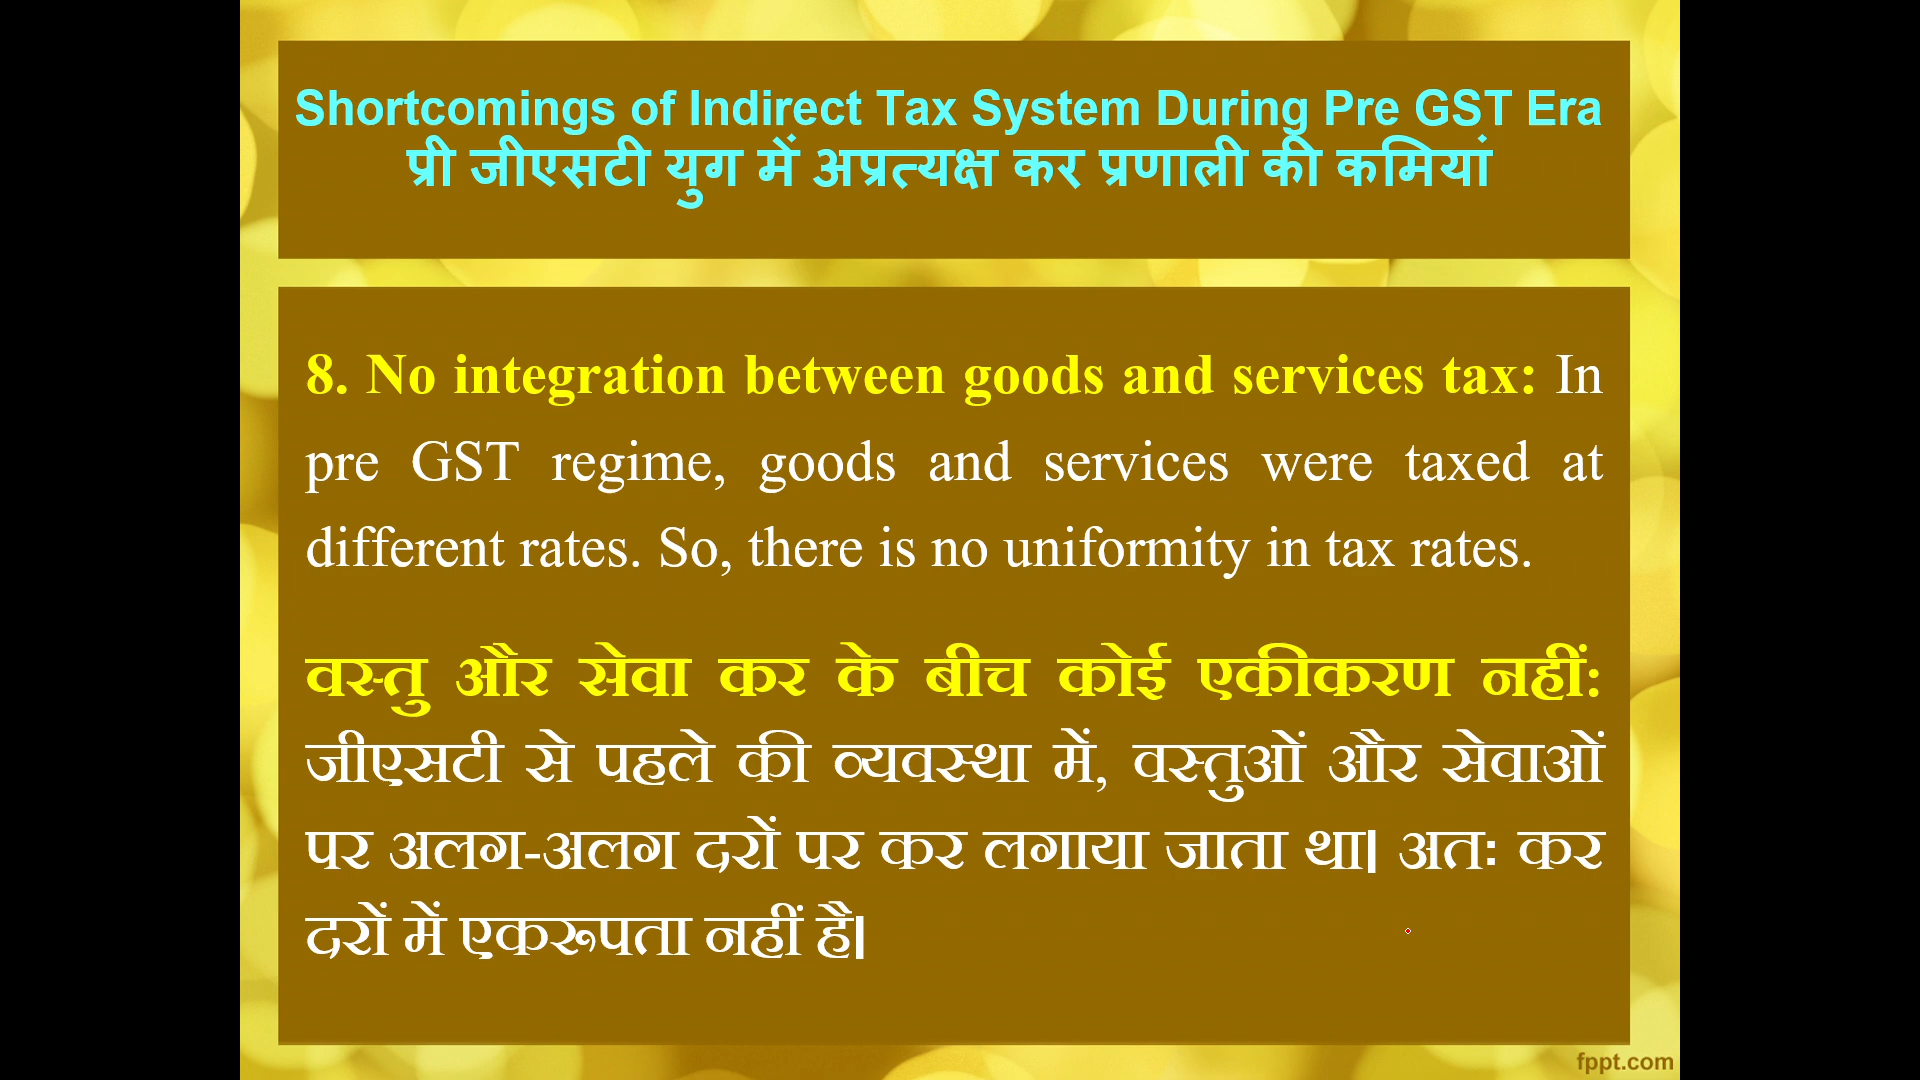 Shortcomings of Indirect Tax System During Pre GST Era
प्री जीएसटी युग में अप्रत्यक्ष कर प्रणाली की कमियां
8. No integration between goods and services tax: In
pre GST regime, goods and services were taxed at
different rates. So, there is no uniformity in tax rates.
वस्तु और सेवा कर के बीच कोई एकीकरण नहीं:
जीएसटी से पहले की व्यवस्था में, वस्तुओं और सेवाओं
पर अलग-अलग दरों पर कर लगाया जाता था। अतः कर
दरों में एकरूपता नहीं है।
fppt.com